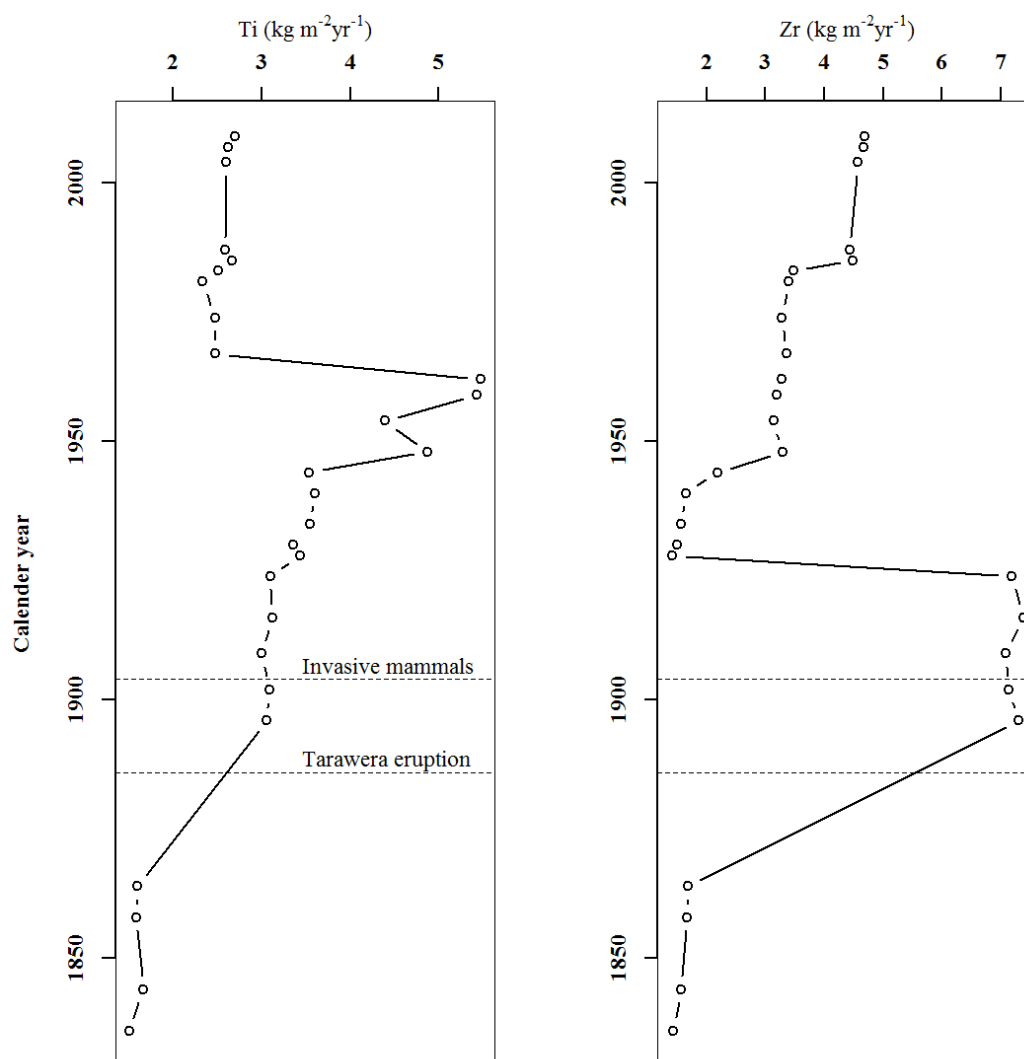 Ti (kg m⁻²yr⁻¹)
2 3 4 5
Zr (kg m⁻²yr⁻¹)
2 3 4 5 6 7
Calender year
2000
1950
1900
1850
Invasive mammals
Tarawera eruption
2000
1950
1900
1850